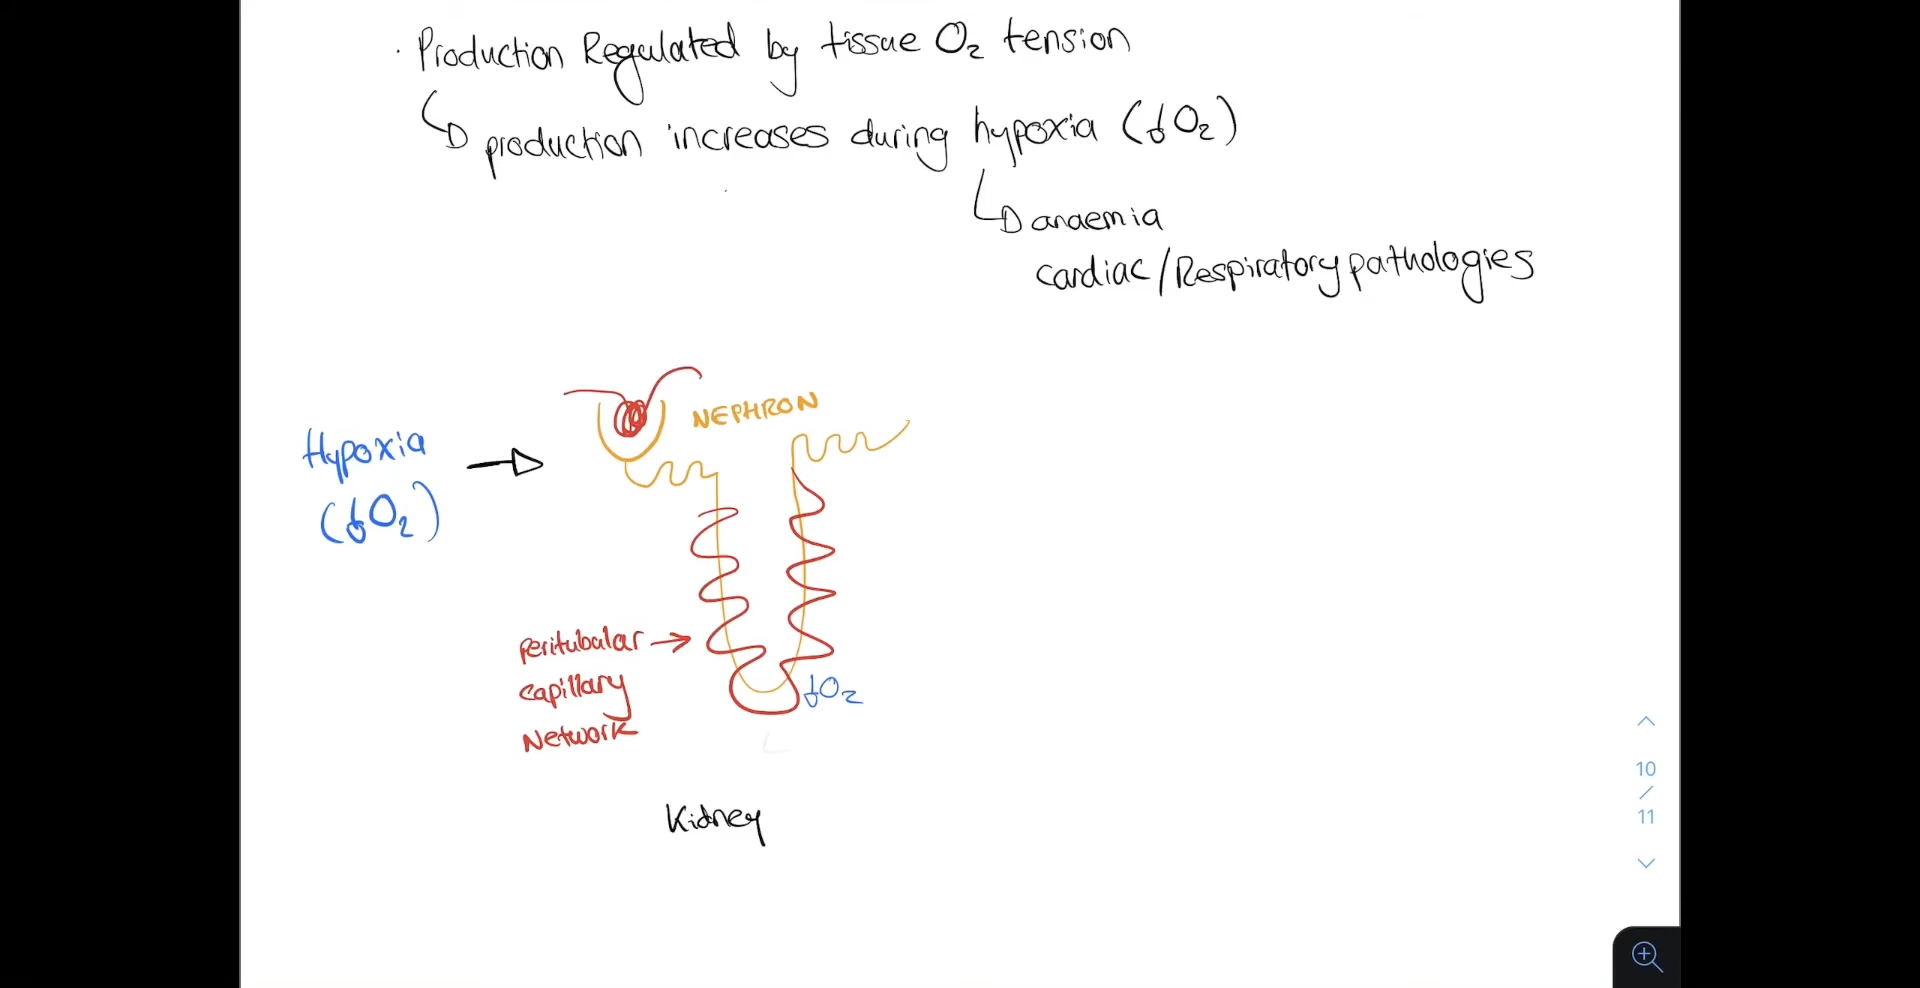 · Production Regulated by tissue O₂ tension
↳ production increases during hypoxia (↓O₂)
↳ anaemia
cardiac/Respiratory pathologies
NEPHRON
Hypoxia →
(↓O₂)
peritubular →
capillary
Network
↓O₂
Kidney
10
/
11